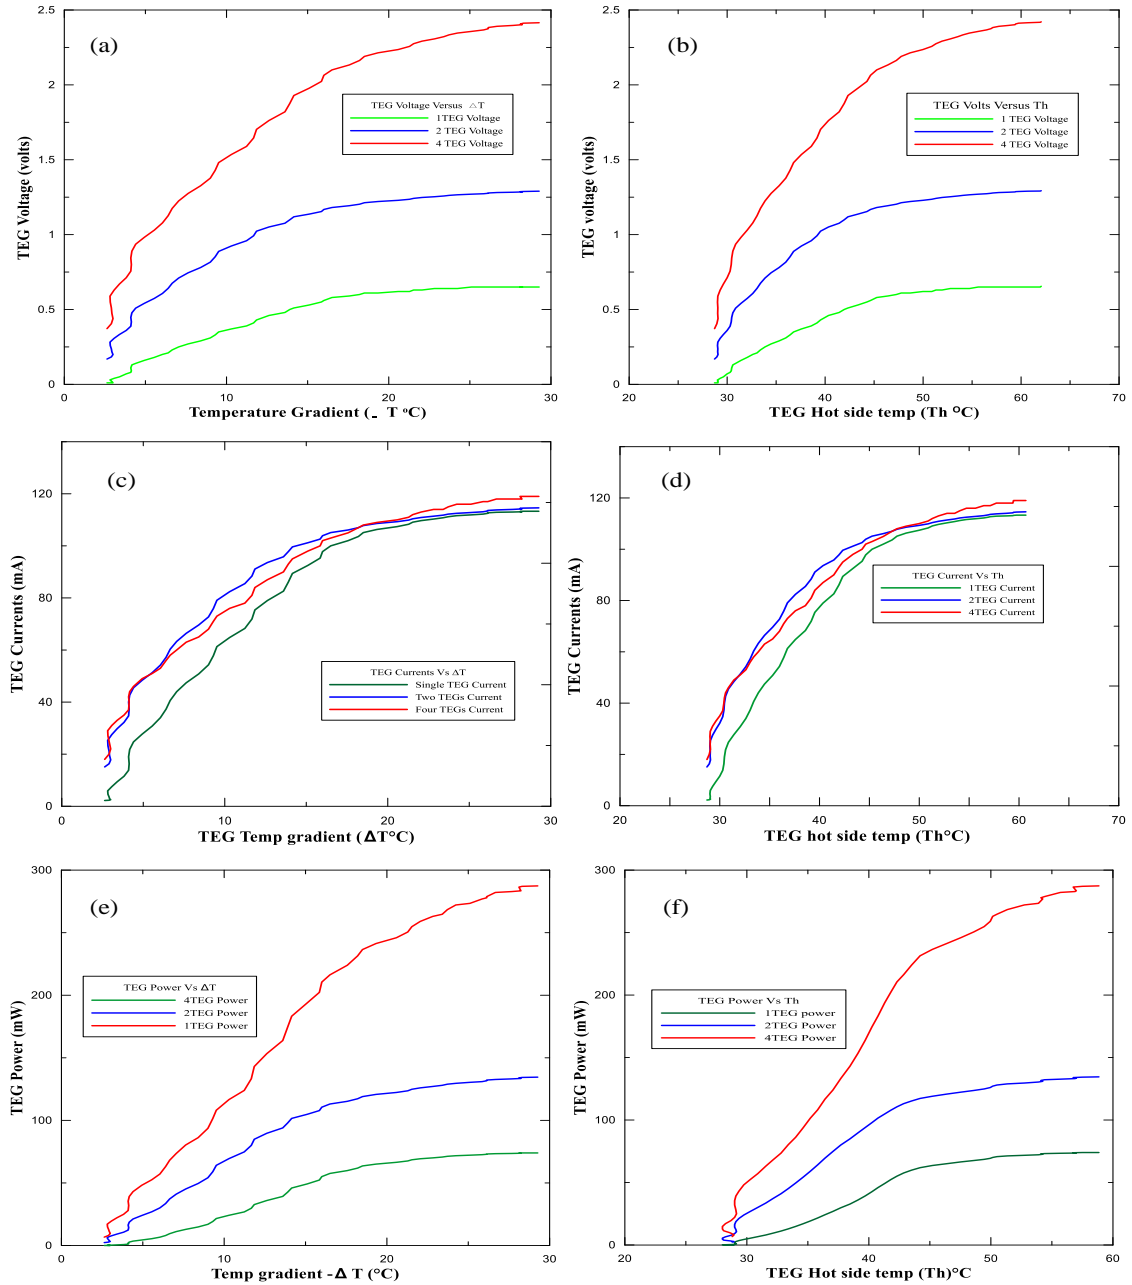 2.5
2
1.5
1
0.5
0
TEG Voltage (volts)
(a)
TEG Voltage Versus △T
1TEG Voltage
2 TEG Voltage
4 TEG Voltage
0 10 20 30
Temperature Gradient (_ T °C)
2.5
2
1.5
1
0.5
0
TEG voltage (volts)
(b)
TEG Volts Versus Th
1 TEG Voltage
2 TEG Voltage
4 TEG Voltage
20 30 40 50 60 70
TEG Hot side temp (Th °C)
120
80
40
0
TEG Currents (mA)
(c)
TEG Currents Vs ΔT
Single TEG Current
Two TEGs Current
Four TEGs Current
0 10 20 30
TEG Temp gradient (ΔT°C)
120
80
40
0
TEG Currents (mA)
(d)
TEG Current Vs Th
1TEG Current
2TEG Current
4TEG Current
20 30 40 50 60 70
TEG hot side temp (Th°C)
300
200
100
0
TEG Power (mW)
(e)
TEG Power Vs ΔT
4TEG Power
2TEG Power
1TEG Power
0 10 20 30
Temp gradient -Δ T (°C)
300
200
100
0
TEG Power (mW)
(f)
TEG Power Vs Th
1TEG power
2TEG Power
4TEG Power
20 30 40 50 60
TEG Hot side temp (Th)°C